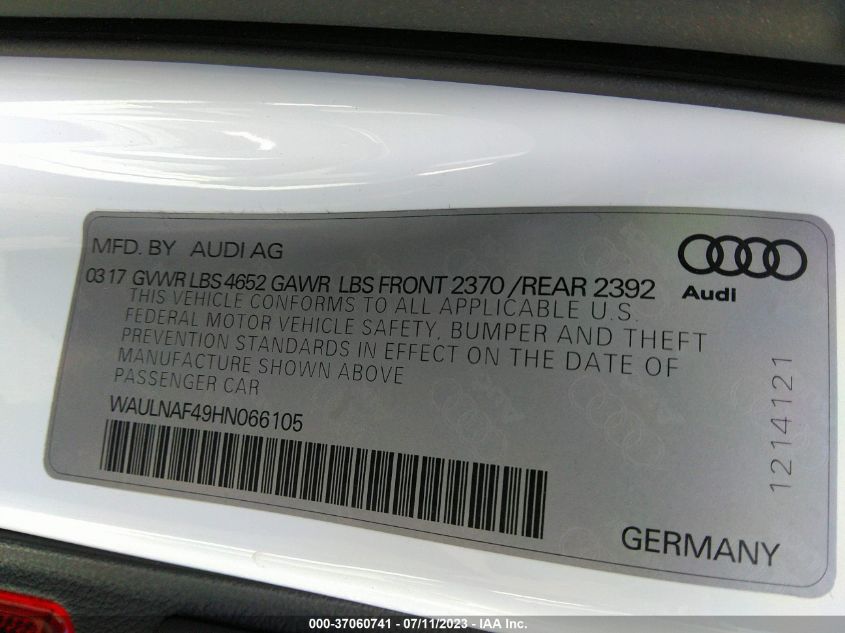 MFD. BY AUDI AG
0317 GVWR LBS 4652 GAWR LBS FRONT 2370 /REAR 2392
THIS VEHICLE CONFORMS TO ALL APPLICABLE U.S.
FEDERAL MOTOR VEHICLE SAFETY, BUMPER AND THEFT
PREVENTION STANDARDS IN EFFECT ON THE DATE OF
MANUFACTURE SHOWN ABOVE
PASSENGER CAR
WAULNAF49HN066105
Audi
1214121
GERMANY
000-37060741 - 07/11/2023 - IAA Inc.